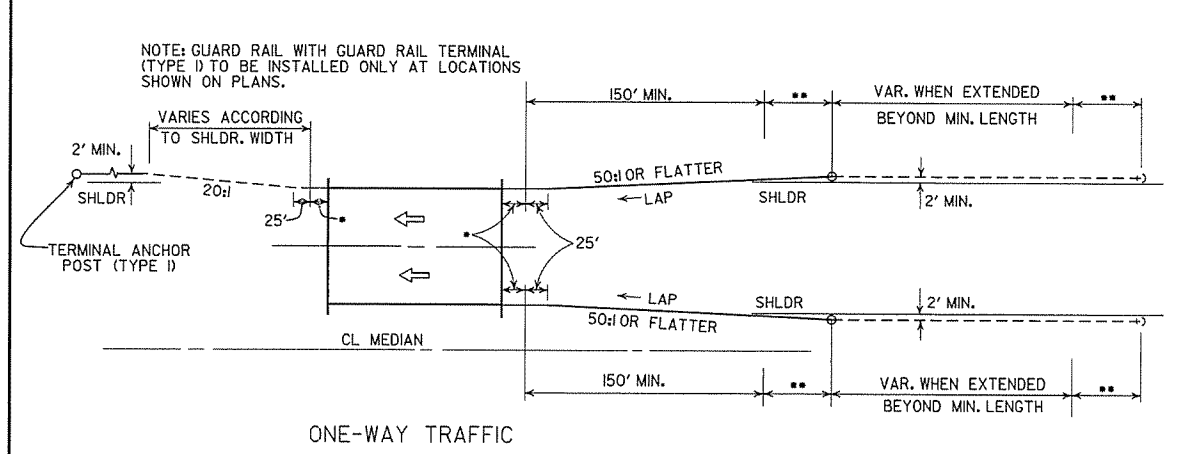 NOTE: GUARD RAIL WITH GUARD RAIL TERMINAL
(TYPE I) TO BE INSTALLED ONLY AT LOCATIONS
SHOWN ON PLANS.
150' MIN.
**
VAR. WHEN EXTENDED
BEYOND MIN. LENGTH
**
VARIES ACCORDING
TO SHLDR. WIDTH
2' MIN.
SHLDR
20:1
50:1 OR FLATTER
LAP
SHLDR
2' MIN.
25'
*
*
25'
TERMINAL ANCHOR
POST (TYPE I)
LAP
50:1 OR FLATTER
SHLDR
2' MIN.
CL MEDIAN
150' MIN.
**
VAR. WHEN EXTENDED
BEYOND MIN. LENGTH
**
ONE-WAY TRAFFIC